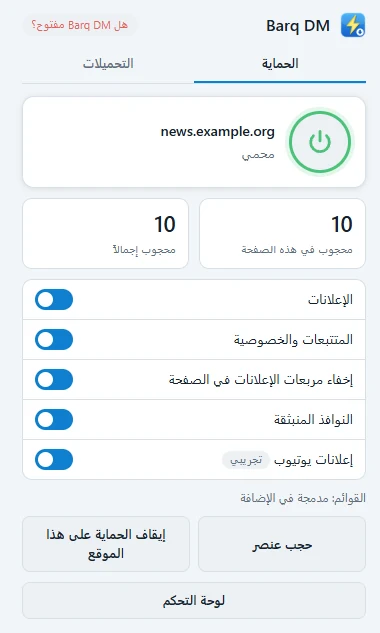 Barq DM
هل Barq DM مفتوح؟
الحماية
التحميلات
news.example.org
محمي
10
محجوب في هذه الصفحة
10
محجوب إجمالاً
الإعلانات
المتتبعات والخصوصية
إخفاء مربعات الإعلانات في الصفحة
النوافذ المنبثقة
إعلانات يوتيوب تجريبي
القوائم: مدمجة في الإضافة
حجب عنصر
إيقاف الحماية على هذا
الموقع
لوحة التحكم